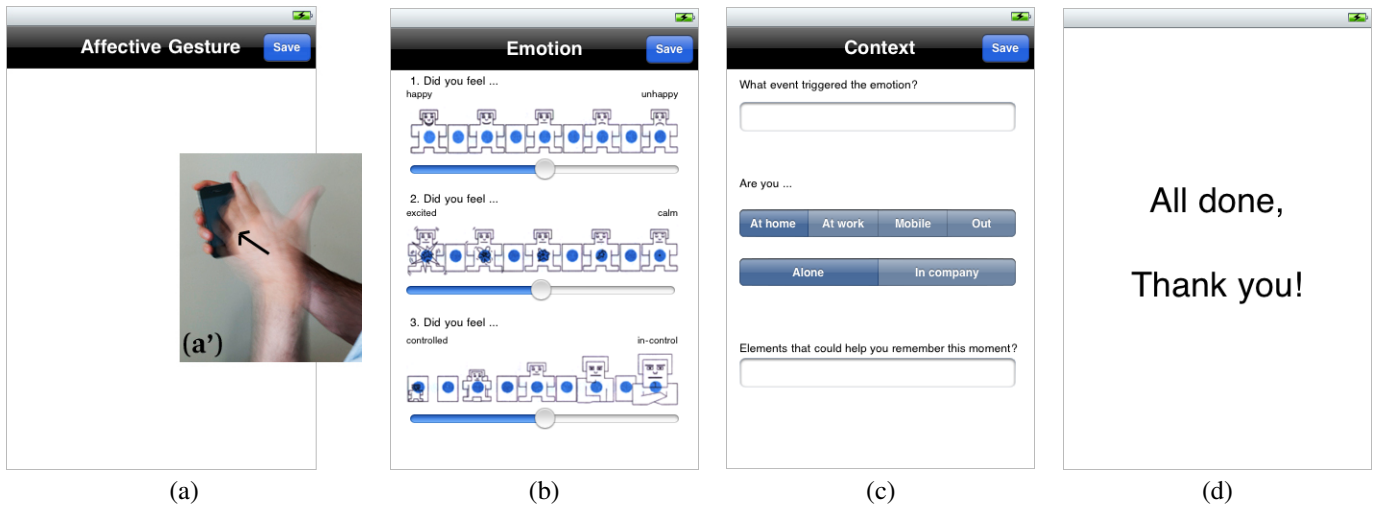 Affective Gesture Save
(a')
(a)
Emotion Save
1. Did you feel ...
happy unhappy
2. Did you feel ...
excited calm
3. Did you feel ...
controlled in-control
(b)
Context Save
What event triggered the emotion?
Are you ...
At home At work Mobile Out
Alone In company
Elements that could help you remember this moment?
(c)
All done,
Thank you!
(d)